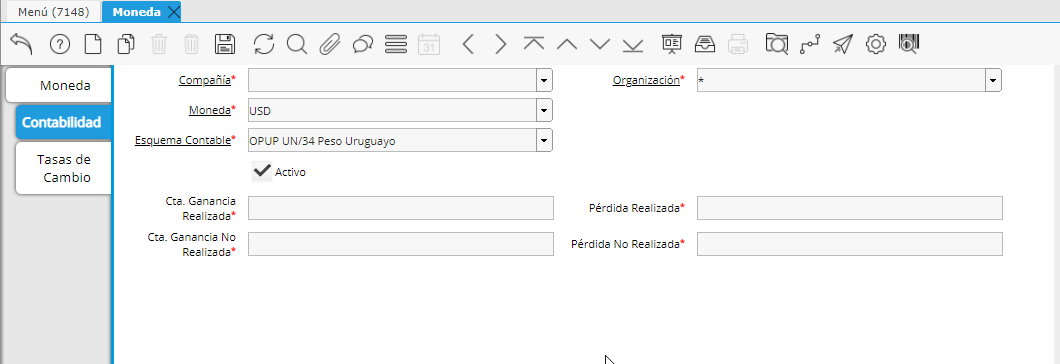 Menú (7148)
Moneda
31
Moneda
Contabilidad
Tasas de
Cambio
Compañía*
Organización*
*
Moneda*
USD
Esquema Contable*
OPUP UN/34 Peso Uruguayo
Activo
Cta. Ganancia
Realizada*
Pérdida Realizada*
Cta. Ganancia No
Realizada*
Pérdida No Realizada*